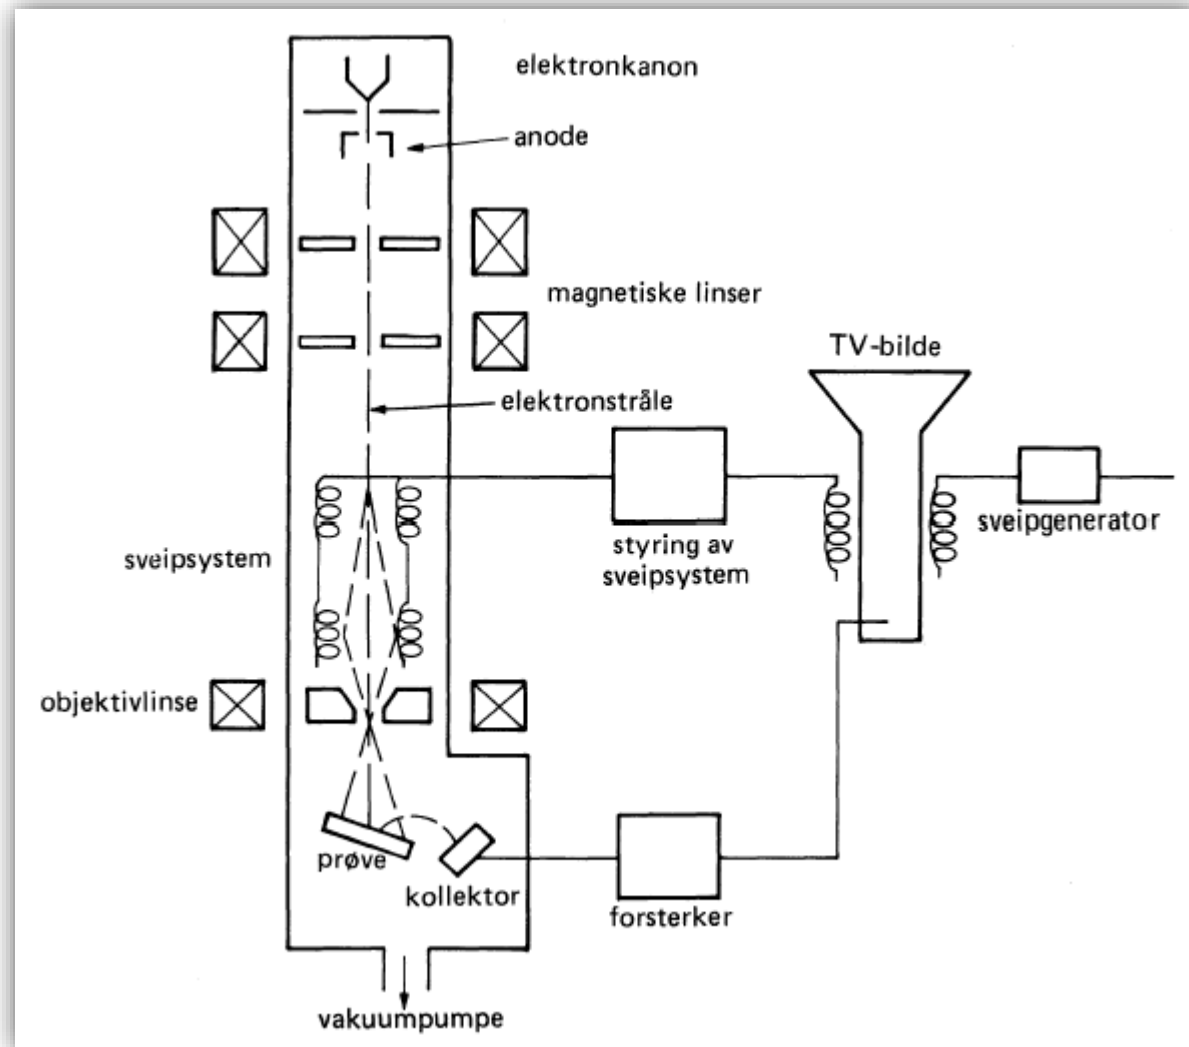 elektronkanon
anode
magnetiske linser
TV-bilde
elektronstråle
sveipgenerator
styring av
sveipsystem
sveipsystem
objektivlinse
prøve
kollektor
forsterker
vakuumpumpe